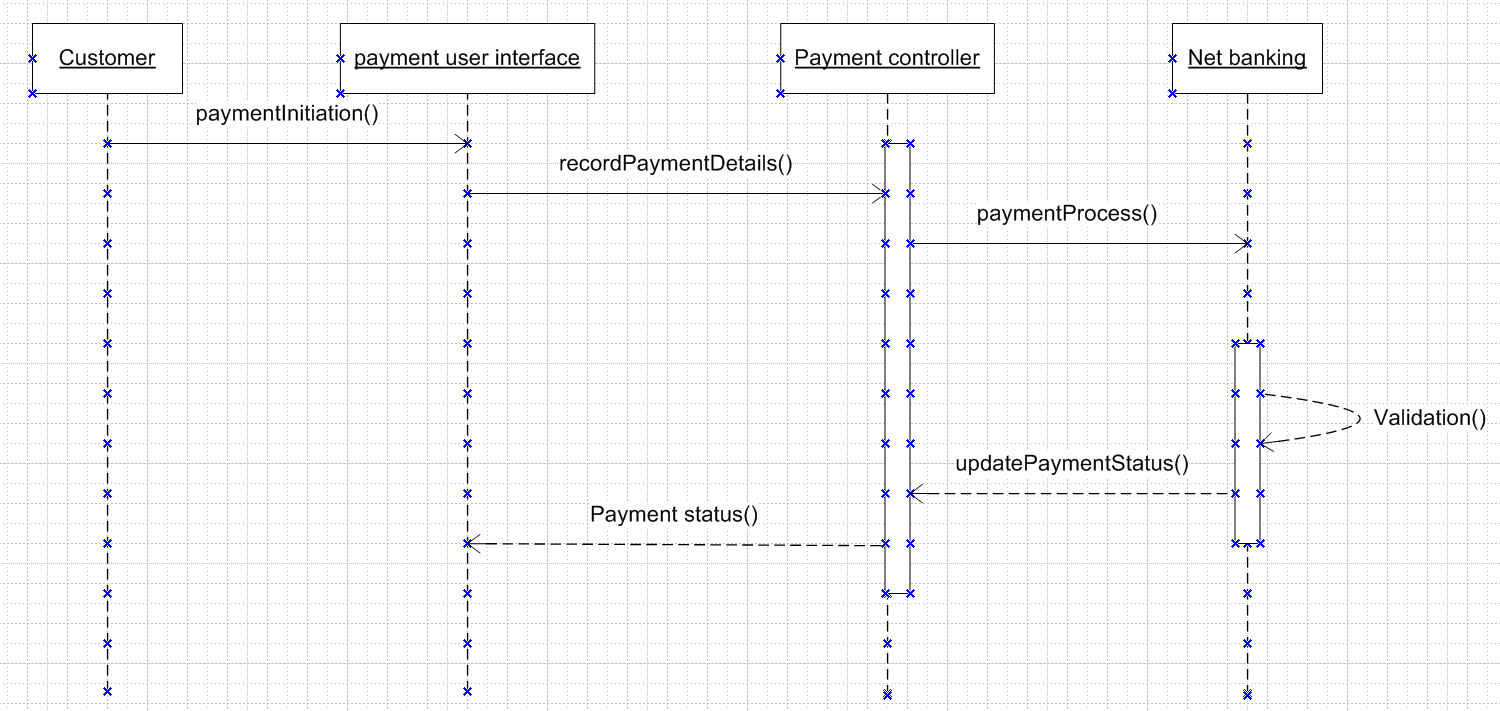 Customer
payment user interface
Payment controller
Net banking
paymentInitiation()
recordPaymentDetails()
paymentProcess()
Validation()
updatePaymentStatus()
Payment status()